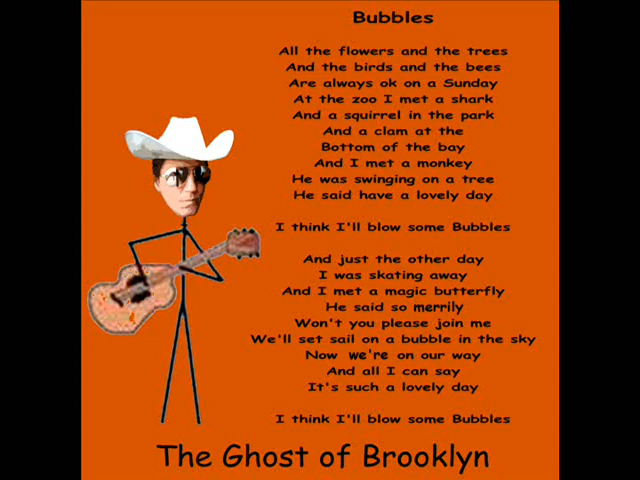 Bubbles
All the flowers and the trees
And the birds and the bees
Are always ok on a Sunday
At the zoo I met a shark
And a squirrel in the park
And a clam at the
Bottom of the bay
And I met a monkey
He was swinging on a tree
He said have a lovely day
I think I'll blow some Bubbles
And just the other day
I was skating away
And I met a magic butterfly
He said so merrily
Won't you please join me
We'll set sail on a bubble in the sky
Now we're on our way
And all I can say
It's such a lovely day
I think I'll blow some Bubbles
The Ghost of Brooklyn